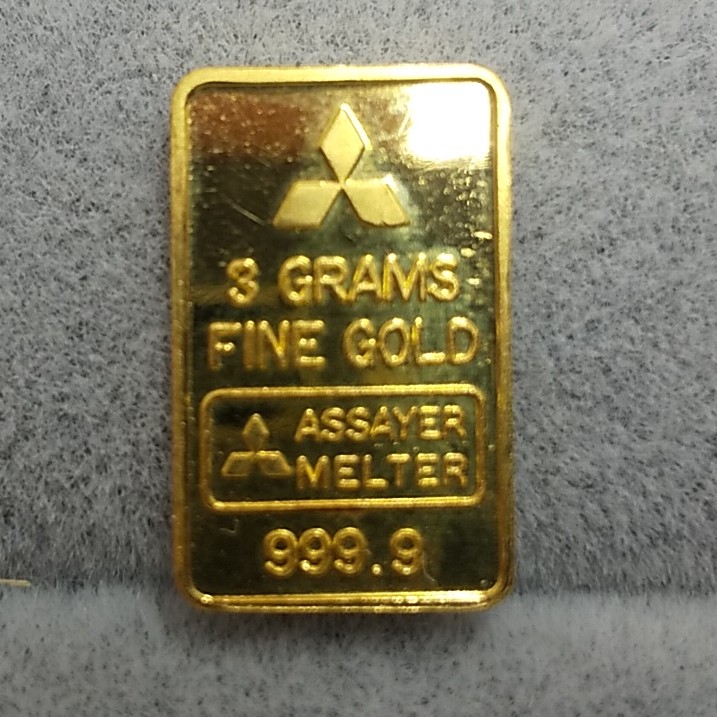 3 GRAMS
FINE GOLD
ASSAYER
MELTER
999.9